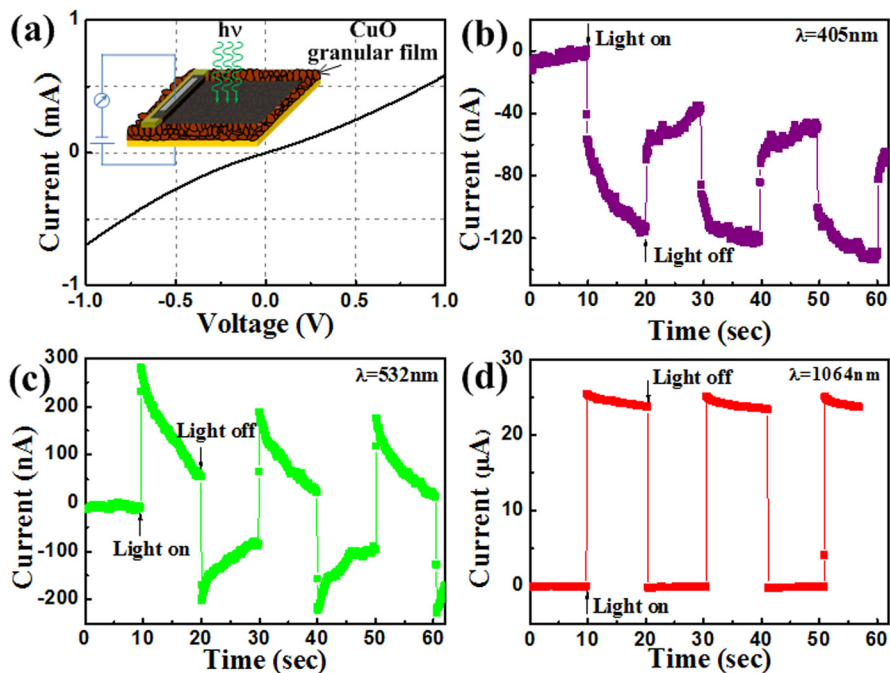 (a)
hν
CuO
granular film
Current (mA)
1
0
-1
-1.0
-0.5
0.0
0.5
1.0
Voltage (V)
(b)
Light on
λ=405nm
Light off
Current (nA)
0
-40
-80
-120
0
10
20
30
40
50
60
Time (sec)
(c)
λ=532nm
Light off
Light on
Current (nA)
300
200
100
0
-100
-200
0
10
20
30
40
50
60
Time (sec)
(d)
Light off
λ=1064nm
Light on
Current (μA)
30
20
10
0
0
10
20
30
40
50
60
Time (sec)